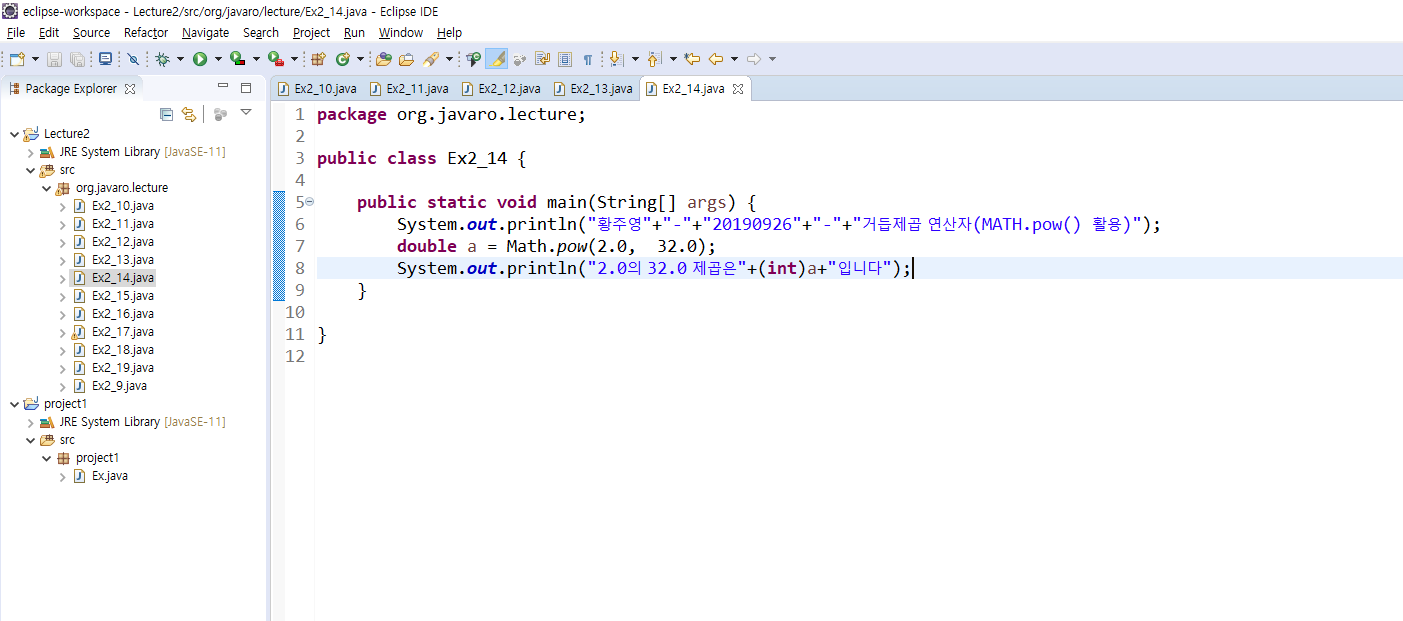 eclipse-workspace - Lecture2/src/org/javaro/lecture/Ex2_14.java - Eclipse IDE
File Edit Source Refactor Navigate Search Project Run Window Help
Package Explorer
Lecture2
JRE System Library [JavaSE-11]
src
org.javaro.lecture
Ex2_10.java
Ex2_11.java
Ex2_12.java
Ex2_13.java
Ex2_14.java
Ex2_15.java
Ex2_16.java
Ex2_17.java
Ex2_18.java
Ex2_19.java
Ex2_9.java
project1
JRE System Library [JavaSE-11]
src
project1
Ex.java
Ex2_10.java Ex2_11.java Ex2_12.java Ex2_13.java Ex2_14.java
1 package org.javaro.lecture;
2
3 public class Ex2_14 {
4
5 public static void main(String[] args) {
6 System.out.println("황주영"+"-"+"20190926"+"-"+"거듭제곱 연산자(MATH.pow() 활용)");
7 double a = Math.pow(2.0,  32.0);
8 System.out.println("2.0의 32.0 제곱은"+(int)a+"입니다");
9 }
10
11 }
12